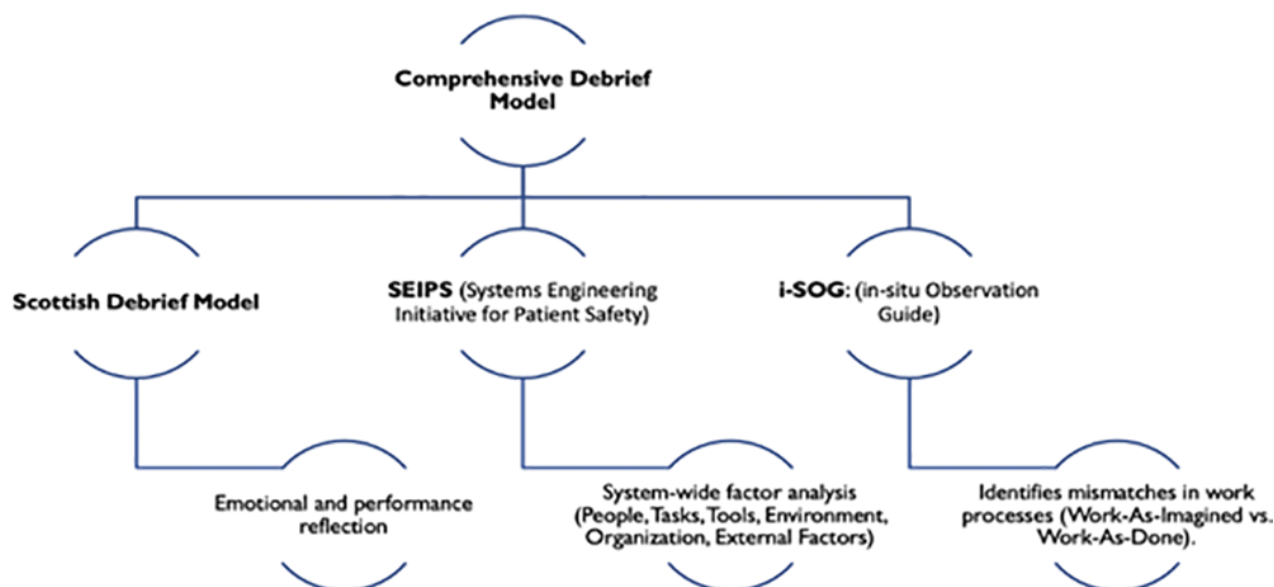 Comprehensive Debrief
Model
Scottish Debrief Model
SEIPS (Systems Engineering
Initiative for Patient Safety)
i-SOG: (in-situ Observation
Guide)
Emotional and performance
reflection
System-wide factor analysis
(People, Tasks, Tools, Environment,
Organization, External Factors)
Identifies mismatches in work
processes (Work-As-Imagined vs.
Work-As-Done).